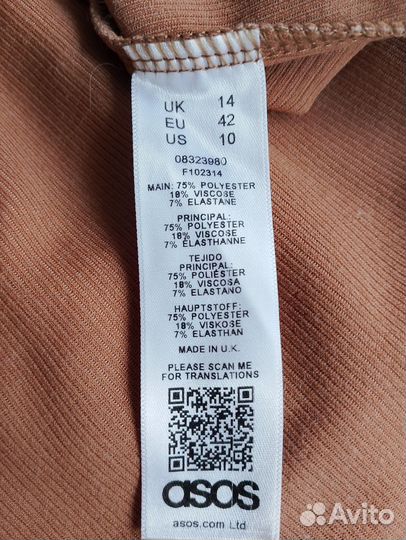 UK 14
EU 42
US 10
08323980
F102314
MAIN: 75% POLYESTER
18% VISCOSE
7% ELASTANE
PRINCIPAL:
75% POLYESTER
18% VISCOSE
7% ELASTHANNE
TEJIDO
PRINCIPAL:
75% POLIÉSTER
18% VISCOSA
7% ELASTANO
HAUPTSTOFF:
75% POLYESTER
18% VISKOSE
7% ELASTHAN
MADE IN U.K.
PLEASE SCAN ME
FOR TRANSLATIONS
asos
asos.com Ltd.
Avito